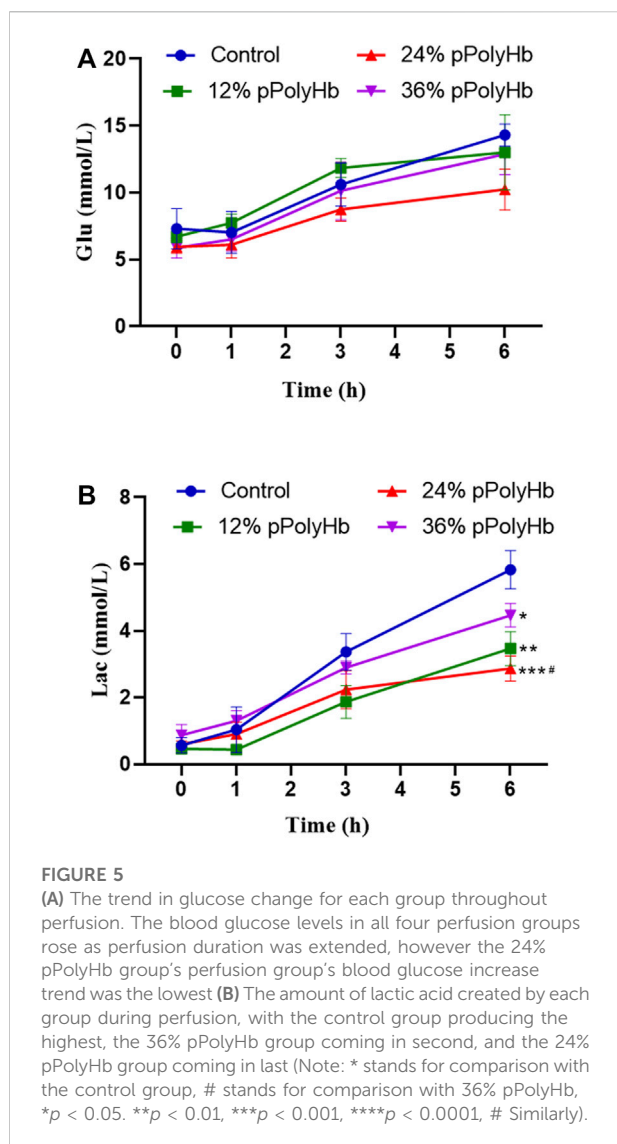 A
Control
24% pPolyHb
12% pPolyHb
36% pPolyHb
20
15
10
5
0
Glu (mmol/L)
0 1 2 3 4 5 6
Time (h)
B
Control
24% pPolyHb
12% pPolyHb
36% pPolyHb
8
6
4
2
0
Lac (mmol/L)
*
**
***#
0 1 2 3 4 5 6
Time (h)
FIGURE 5
(A) The trend in glucose change for each group throughout
perfusion. The blood glucose levels in all four perfusion groups
rose as perfusion duration was extended, however the 24%
pPolyHb group's perfusion group's blood glucose increase
trend was the lowest (B) The amount of lactic acid created by each
group during perfusion, with the control group producing the
highest, the 36% pPolyHb group coming in second, and the 24%
pPolyHb group coming in last (Note: * stands for comparison with
the control group, # stands for comparison with 36% pPolyHb,
*p < 0.05. **p < 0.01, ***p < 0.001, ****p < 0.0001, # Similarly).